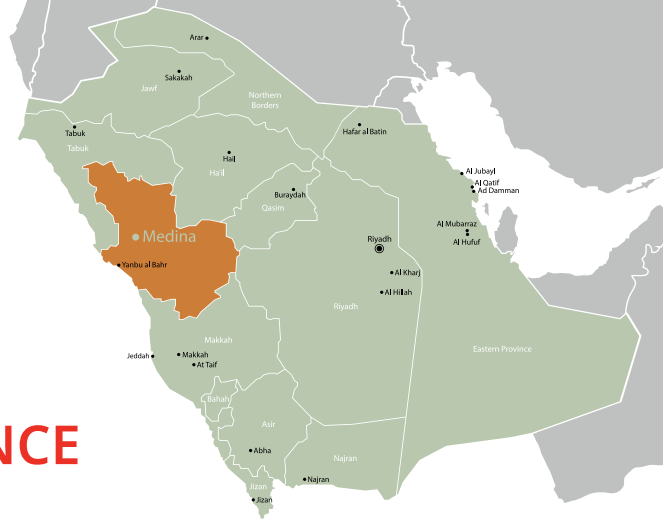 Arar
Sakakah
Jawf
Northern
Borders
Tabuk
Tabuk
Hafar al Batin
Hail
Ha'il
Al Jubayl
Al Qatif
Ad Damman
Buraydah
Qasim
Medina
Al Mubarraz
Al Hufuf
Riyadh
Yanbu al Bahr
Al Kharj
Al Hillah
Riyadh
Makkah
Eastern Province
Jeddah
Makkah
At Taif
Bahah
Asir
NCE
Abha
Najran
Najran
Jizan
Jizan